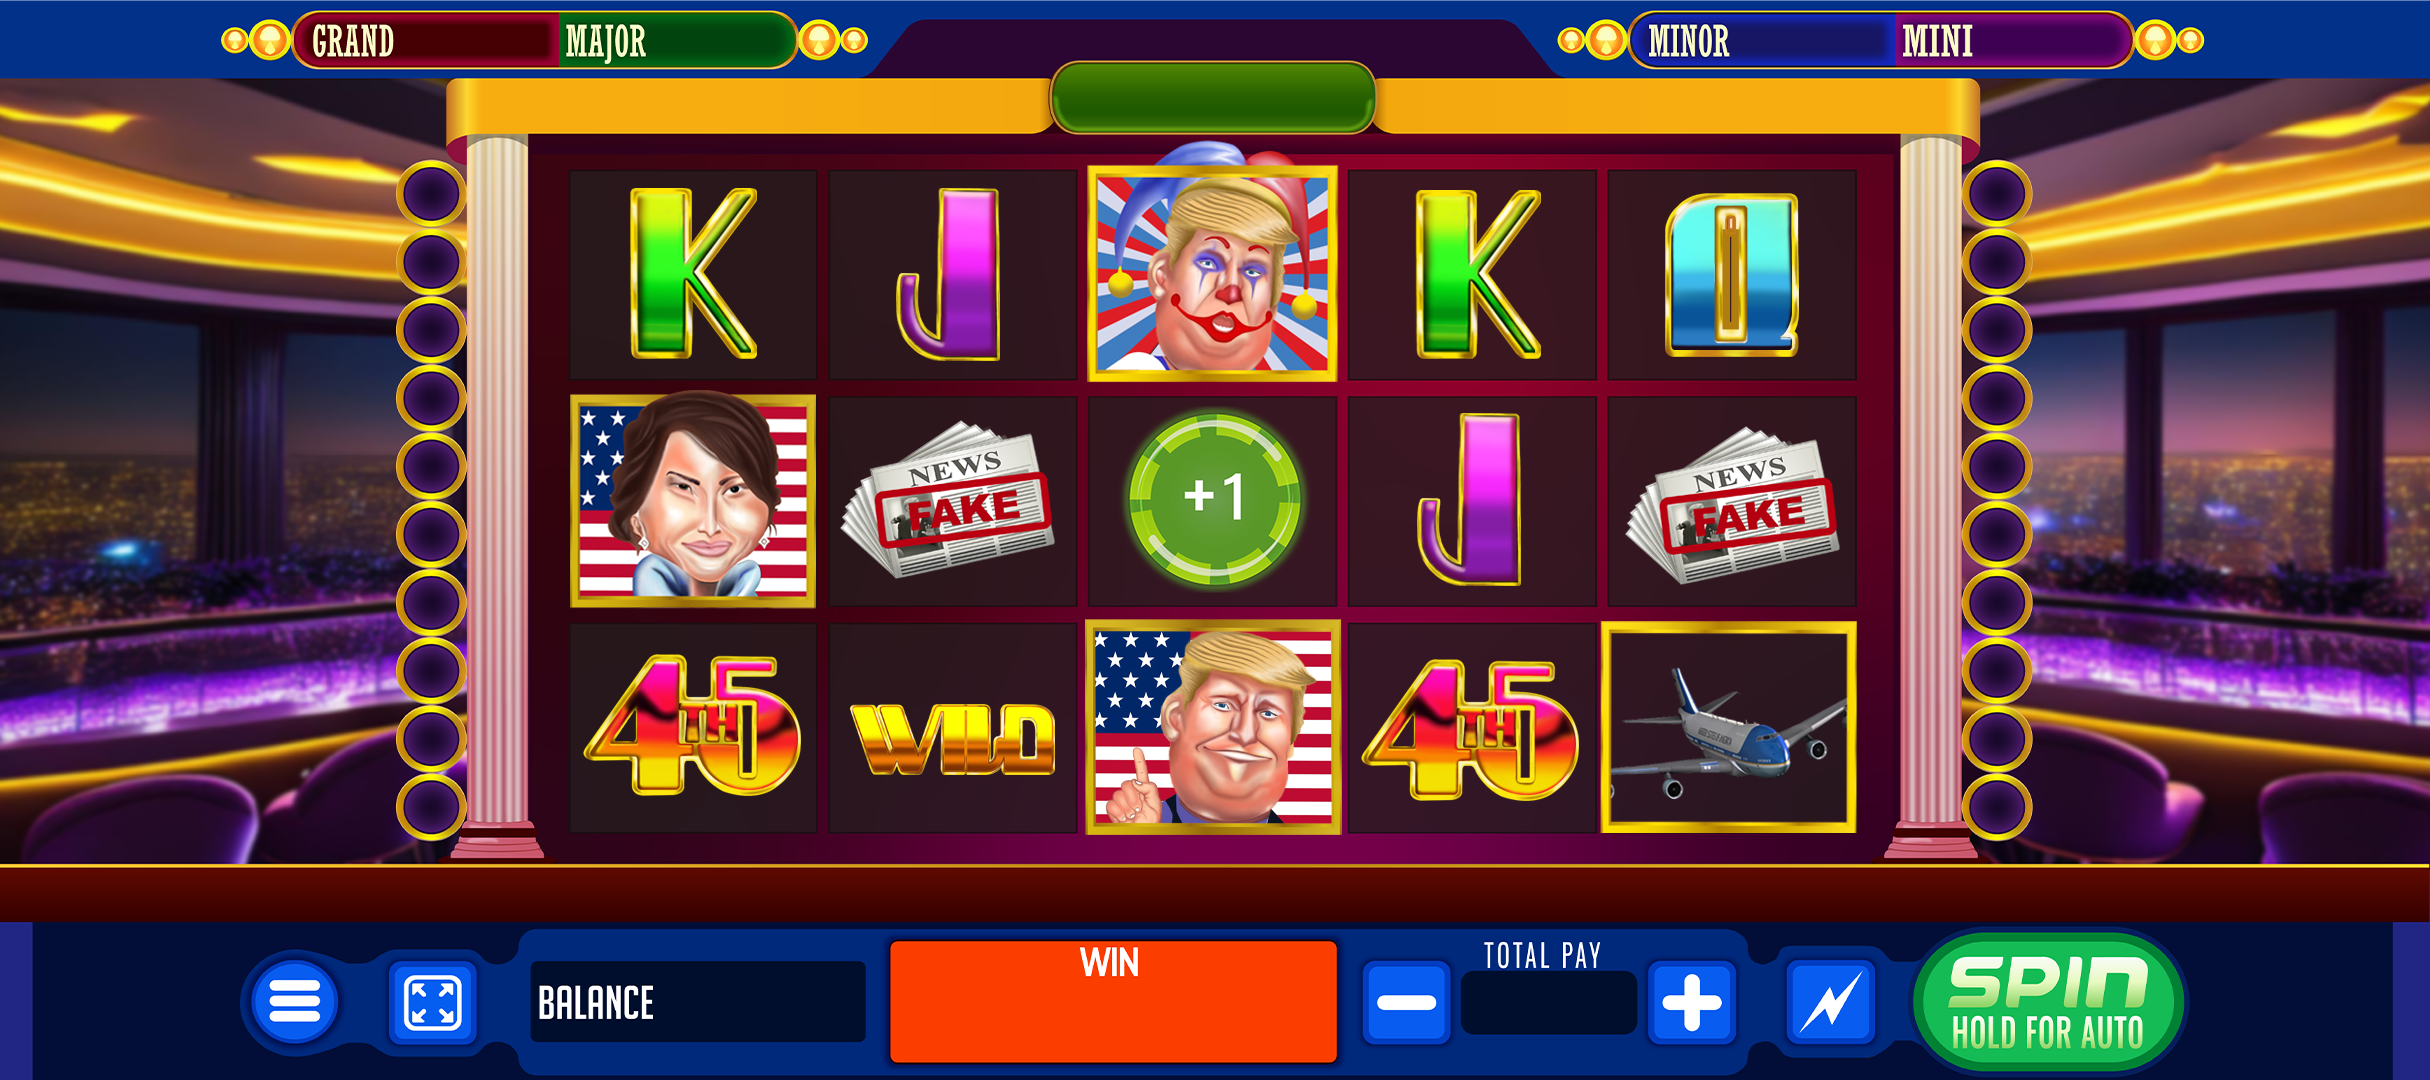 GRAND MAJOR
MINOR MINI
K J K Q
NEWS
FAKE
+1
J
NEWS
FAKE
45TH
WILD
45TH
BALANCE
WIN
TOTAL PAY
SPIN
HOLD FOR AUTO